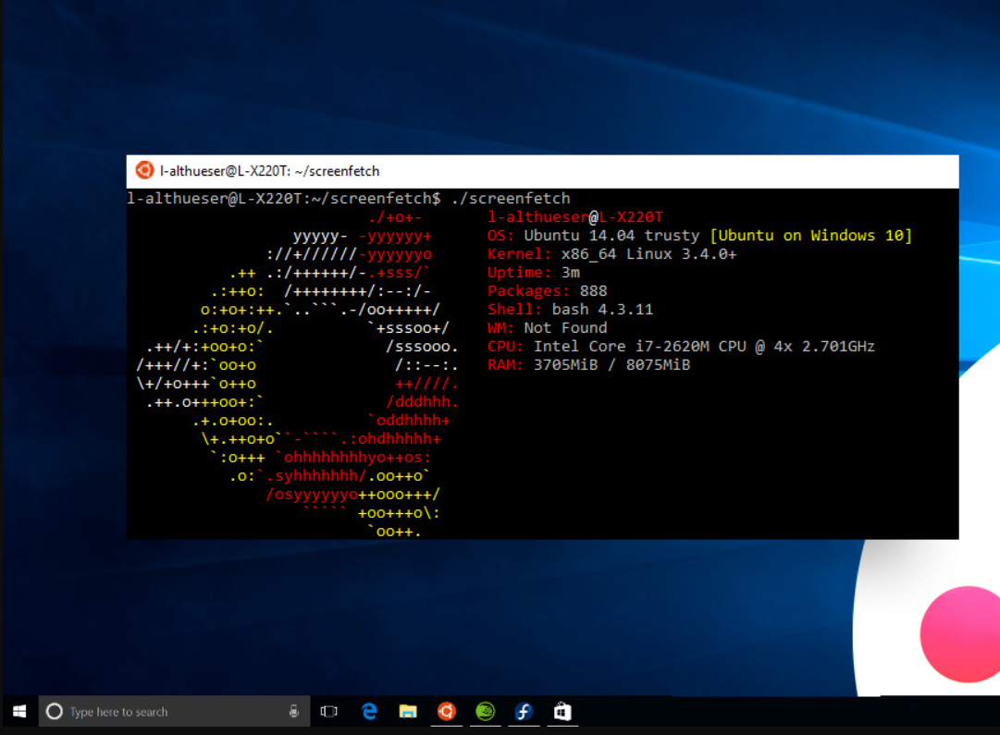 l-althueser@L-X220T: ~/screenfetch
l-althueser@L-X220T:~/screenfetch$ ./screenfetch
./+o+- l-althueser@L-X220T
yyyyy- -yyyyyy+ OS: Ubuntu 14.04 trusty [Ubuntu on Windows 10]
://+//////-yyyyyyo Kernel: x86_64 Linux 3.4.0+
.++ .:/++++++/-.+sss/` Uptime: 3m
.:++o: /++++++++/:--:/- Packages: 888
o:+o+:++.`..```.-/oo+++++/ Shell: bash 4.3.11
.:+o:+o/. `+sssoo+/ WM: Not Found
.++/+:+oo+o:` /sssooo. CPU: Intel Core i7-2620M CPU @ 4x 2.701GHz
/+++//+:`oo+o /::--:. RAM: 3705MiB / 8075MiB
\+/+o+++`o++o ++////.
.++.o+++oo+:` /dddhhh.
.+.o+oo:. `oddhhhh+
\+.++o+o``-````.:ohdhhhhh+
`:o+++ `ohhhhhhhhyo++os:
.o:`.syhhhhhhh/.oo++o`
/osyyyyyyo++ooo+++/
````` +oo+++o\:
`oo++.
Type here to search